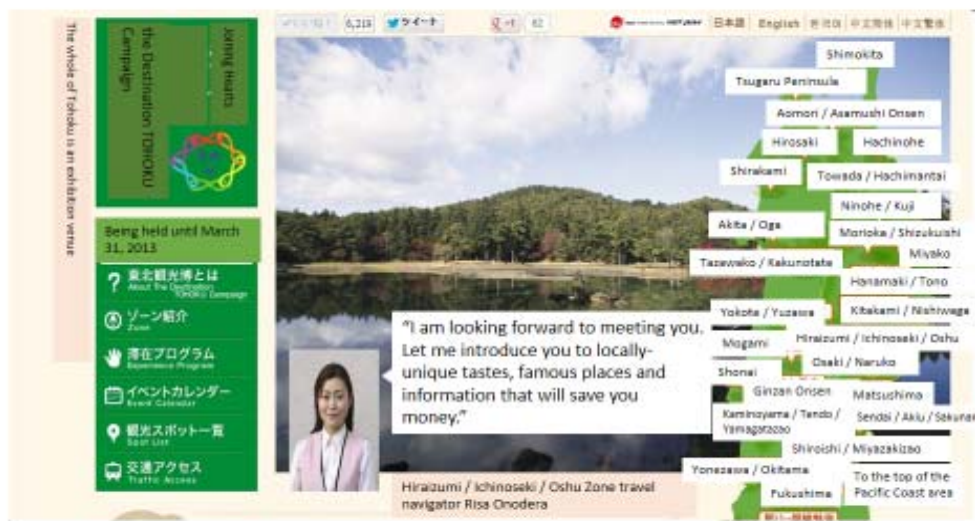 6,219
ツイート
+1
62
日本語
English
한국어
中文簡体
中文繁体
The whole of Tohoku is an exhibition venue
Joining Hearts
the Destination TOHOKU
Campaign
Being held until March
31, 2013
東北観光博とは
About The Destination
TOHOKU Campaign
ゾーン紹介
Zone
滞在プログラム
Experience Program
イベントカレンダー
Event Calendar
観光スポット一覧
Spot List
交通アクセス
Traffic Access
Shimokita
Tsugaru Peninsula
Aomori / Asamushi Onsen
Hirosaki
Hachinohe
Shirakami
Towada / Hachimantai
Ninohe / Kuji
Akita / Oga
Morioka / Shizukuishi
Miyako
Tazawako / Kakunotate
Hanamaki / Tono
Yokote / Yuzawa
Kitakami / Nishiwaga
Mogami
Hiraizumi / Ichinoseki / Oshu
Osaki / Naruko
Shonai
Ginzan Onsen
Matsushima
Kaminoyama / Tendo /
Yamagatazao
Sendai / Akiu / Sakunar
Shiroishi / Miyazakizao
Yonezawa / Okitama
To the top of the
Pacific Coast area
Fukushima
"I am looking forward to meeting you.
Let me introduce you to locally-
unique tastes, famous places and
information that will save you
money."
Hiraizumi / Ichinoseki / Oshu Zone travel
navigator Risa Onodera